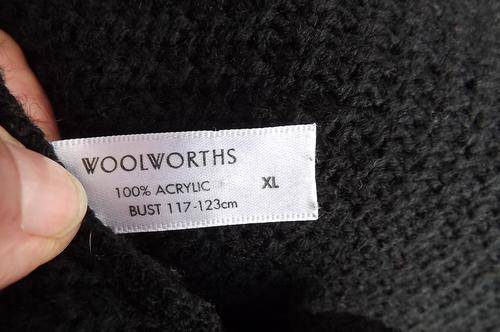 WOOLWORTHS
100% ACRYLIC XL
BUST 117-123cm